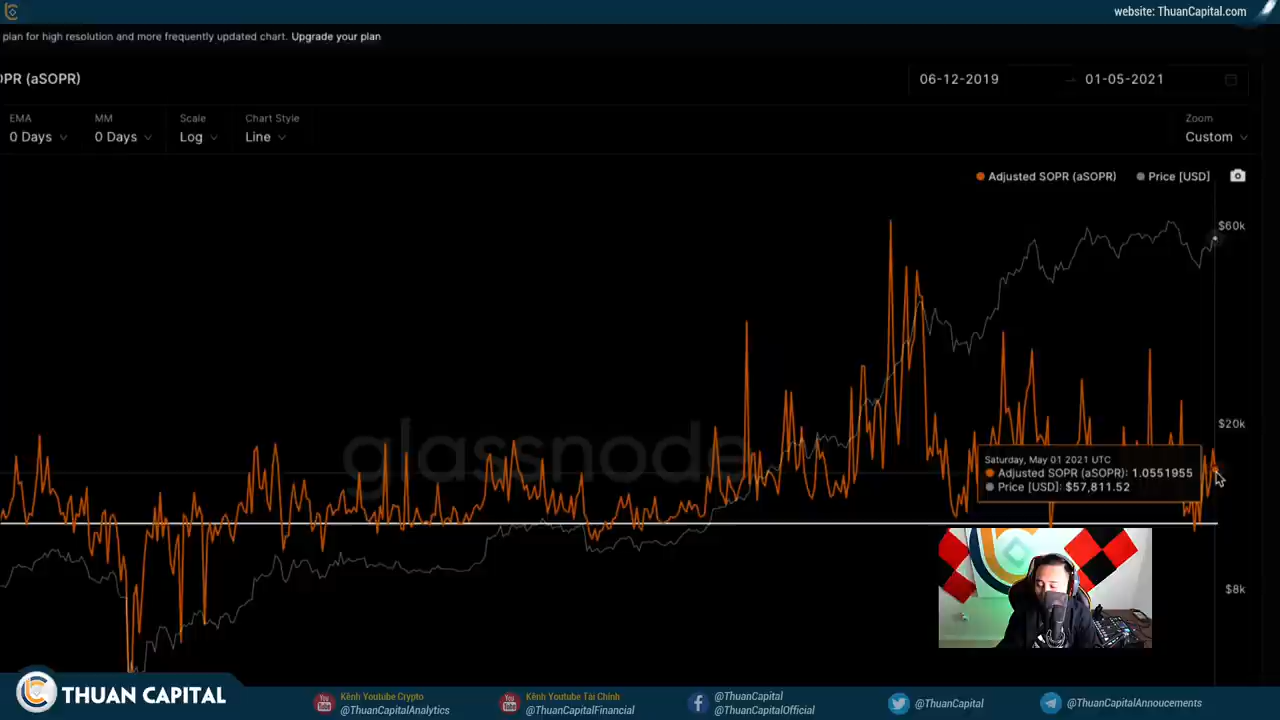 website: ThuanCapital.com
plan for high resolution and more frequently updated chart. Upgrade your plan
OPR (aSOPR)
06-12-2019 → 01-05-2021
EMA
0 Days
MM
0 Days
Scale
Log
Chart Style
Line
Zoom
Custom
Adjusted SOPR (aSOPR)
Price [USD]
$60k
$20k
$8k
glassnode
Saturday, May 01 2021 UTC
Adjusted SOPR (aSOPR): 1.0551955
Price [USD]: $57,811.52
THUAN CAPITAL
Kênh Youtube Crypto
@ThuanCapitalAnalytics
Kênh Youtube Tài Chính
@ThuanCapitalFinancial
@ThuanCapital
@ThuanCapitalOfficial
@ThuanCapital
@ThuanCapitalAnnoucements